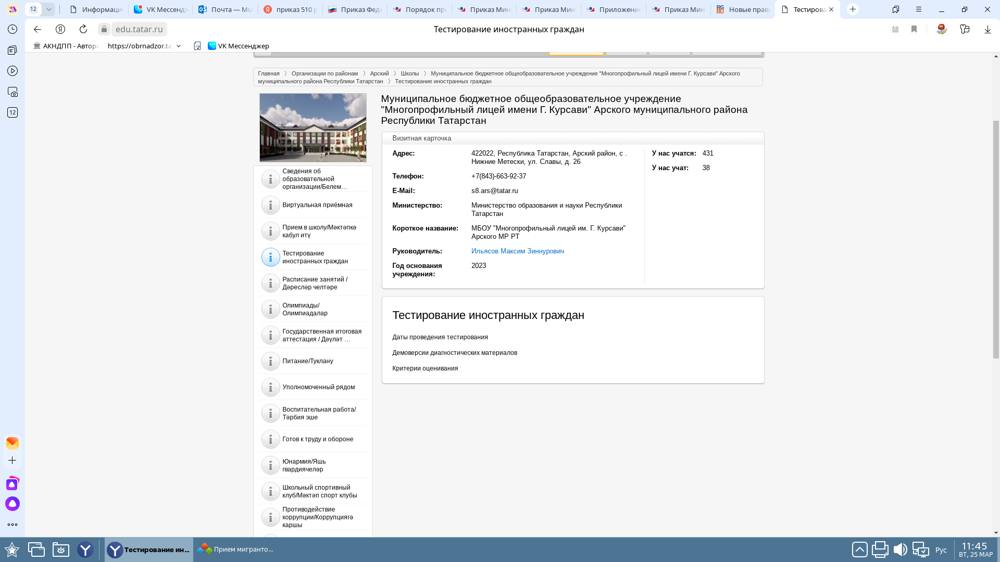 12
Информаци
VK Мессендж
Почта — Mu
приказ 510 р
Приказ Феде
Порядок при
Приказ Мин
Приказ Мин
Приложение
Приказ Мин
Новые прави
Тестирова
edu.tatar.ru
Тестирование иностранных граждан
АКНДПП - Автори
https://obrnadzor.ta
VK Мессенджер
12
Главная 〉 Организации по районам 〉 Арский 〉 Школы 〉 Муниципальное бюджетное общеобразовательное учреждение "Многопрофильный лицей имени Г. Курсави" Арского
муниципального района Республики Татарстан 〉 Тестирование иностранных граждан
Муниципальное бюджетное общеобразовательное учреждение
"Многопрофильный лицей имени Г. Курсави" Арского муниципального района
Республики Татарстан
Визитная карточка
Адрес: 422022, Республика Татарстан, Арский район, с .
Нижние Метески, ул. Славы, д. 26
Телефон: +7(843)-663-92-37
E-Mail: s8.ars@tatar.ru
Министерство: Министерство образования и науки Республики
Татарстан
Короткое название: МБОУ "Многопрофильный лицей им. Г. Курсави"
Арского МР РТ
Руководитель: Ильясов Максим Зиннурович
Год основания 2023
учреждения:
У нас учатся: 431
У нас учат: 38
Сведения об
образовательной
организации/Белем…
Виртуальная приёмная
Прием в школу/Мәктәпкә
кабул итү
Тестирование
иностранных граждан
Расписание занятий /
Дәресләр челтәре
Олимпиады/
Олимпиадалар
Государственная итоговая
аттестация / Дәүләт …
Питание/Туклану
Уполномоченный рядом
Воспитательная работа/
Тәрбия эше
Готов к труду и обороне
Юнармия/Яшь
гвардиячеләр
Школьный спортивный
клуб/Мәктәп спорт клубы
Противодействие
коррупции/Коррупциягә
каршы
Тестирование иностранных граждан
Даты проведения тестирования
Демоверсии диагностических материалов
Критерии оценивания
Тестирование ин…
Прием мигранто…
Рус
11:45
ВТ, 25 МАР